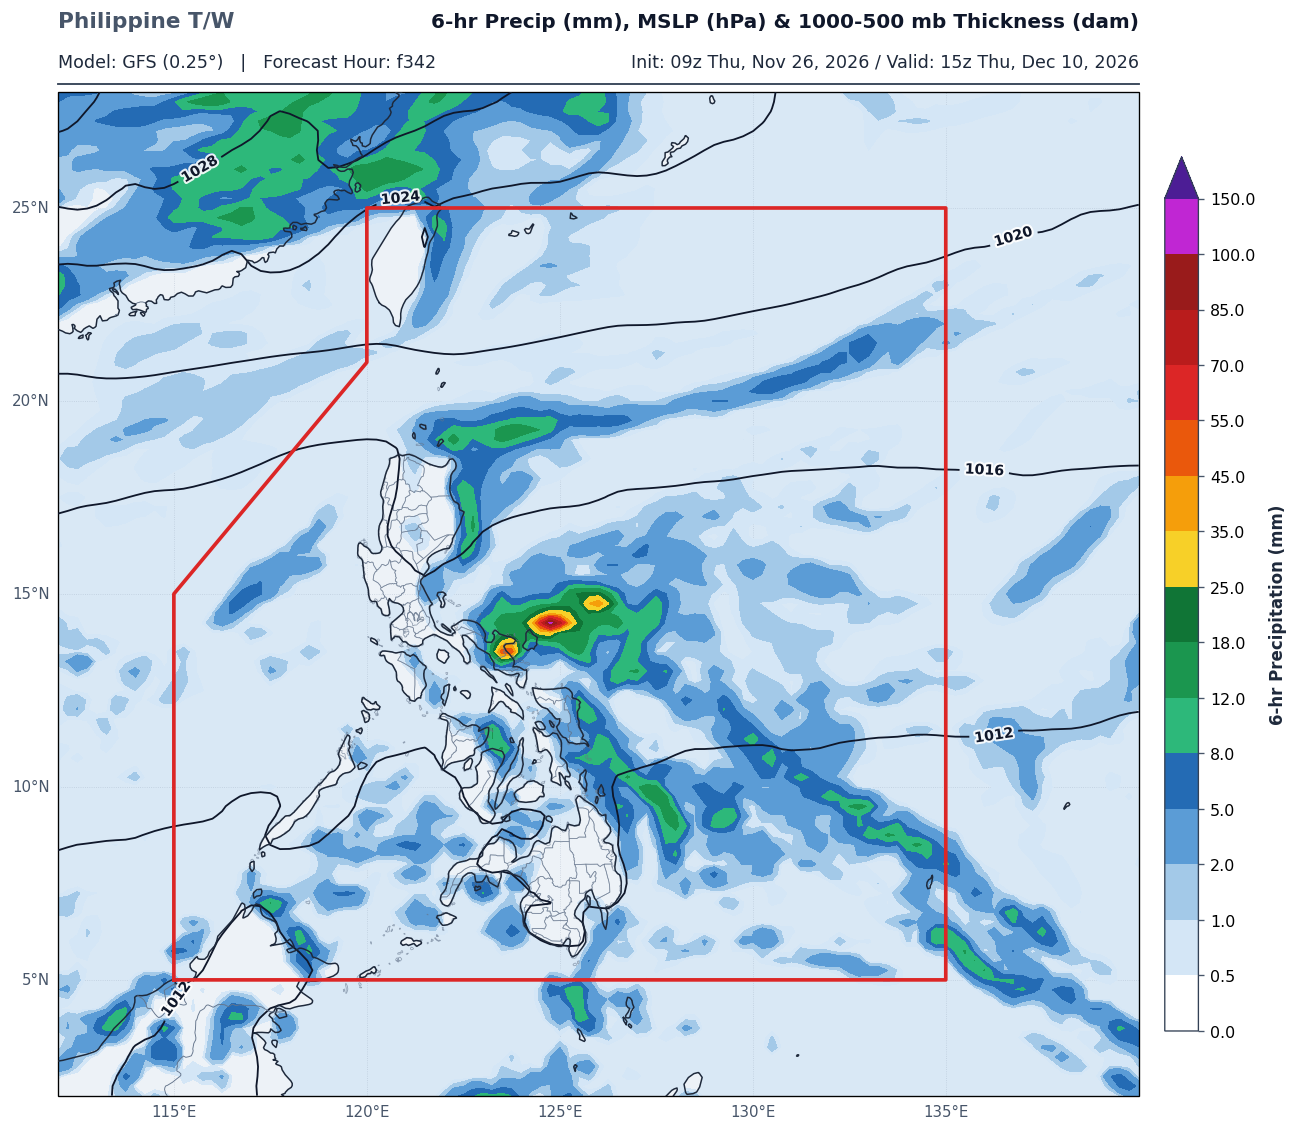 Philippine T/W
6-hr Precip (mm), MSLP (hPa) & 1000-500 mb Thickness (dam)
Model: GFS (0.25°) | Forecast Hour: f342
Init: 09z Thu, Nov 26, 2026 / Valid: 15z Thu, Dec 10, 2026
1028
1024
1020
1016
1012
1012
25°N
20°N
15°N
10°N
5°N
115°E
120°E
125°E
130°E
135°E
150.0
100.0
85.0
70.0
55.0
45.0
35.0
25.0
18.0
12.0
8.0
5.0
2.0
1.0
0.5
0.0
6-hr Precipitation (mm)